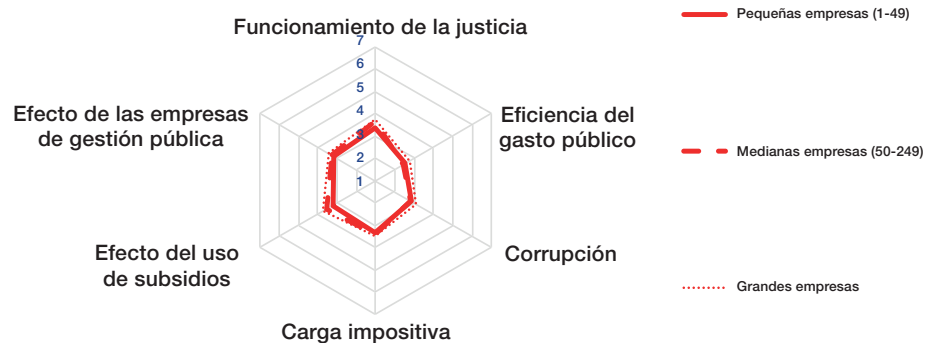 Funcionamiento de la justicia
7
6
5
4
3
2
1
Eficiencia del
gasto público
Corrupción
Carga impositiva
Efecto del uso
de subsidios
Efecto de las empresas
de gestión pública
Pequeñas empresas (1-49)
Medianas empresas (50-249)
Grandes empresas